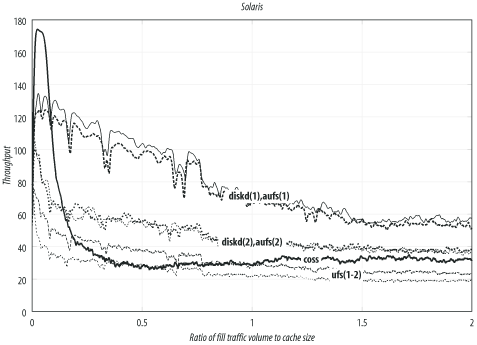 Solaris
180
160
140
120
100
80
60
40
20
0
Throughput
diskd(1),aufs(1)
diskd(2),aufs(2)
coss
ufs(1-2)
0
0.5
1
1.5
2
Ratio of fill traffic volume to cache size